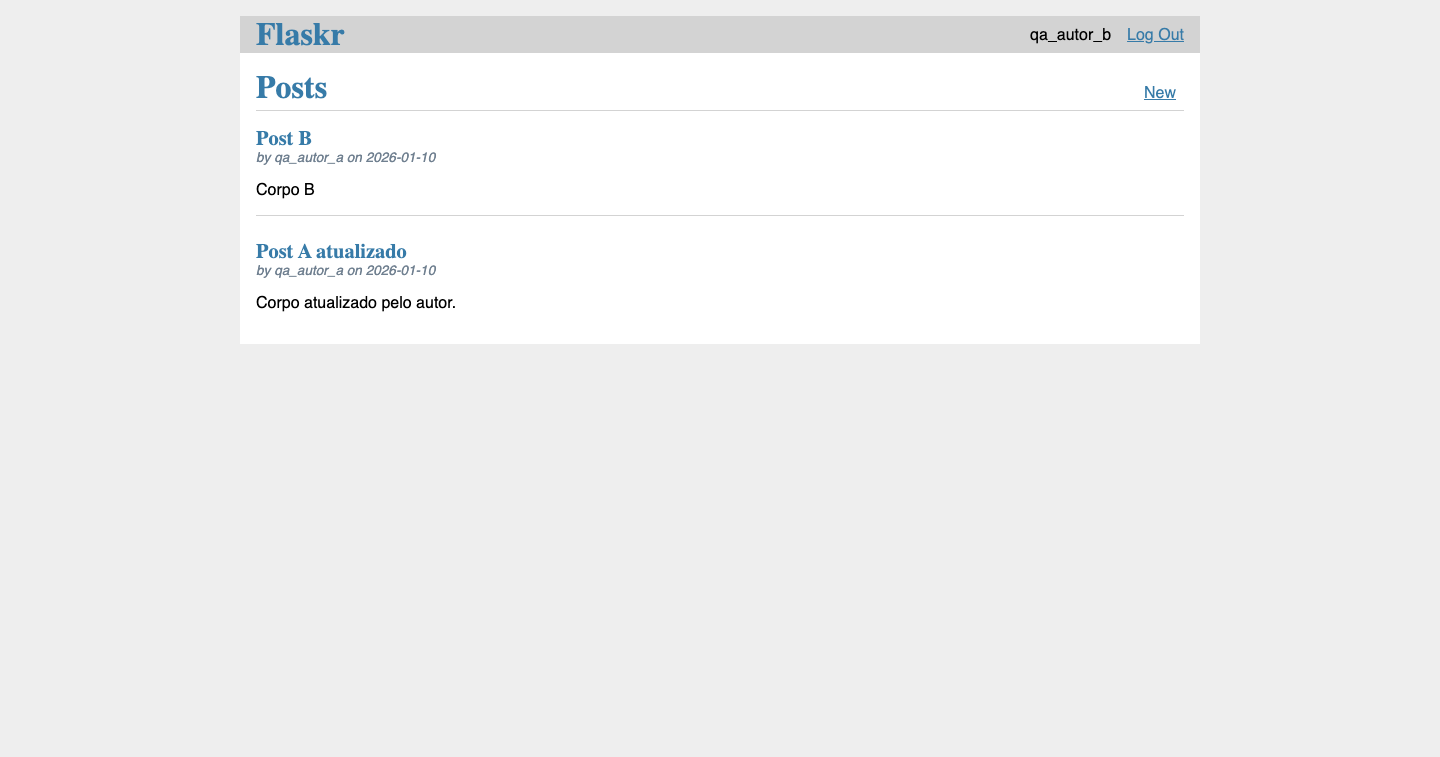 Flaskr
qa_autor_b Log Out
Posts
New
Post B
by qa_autor_a on 2026-01-10
Corpo B
Post A atualizado
by qa_autor_a on 2026-01-10
Corpo atualizado pelo autor.